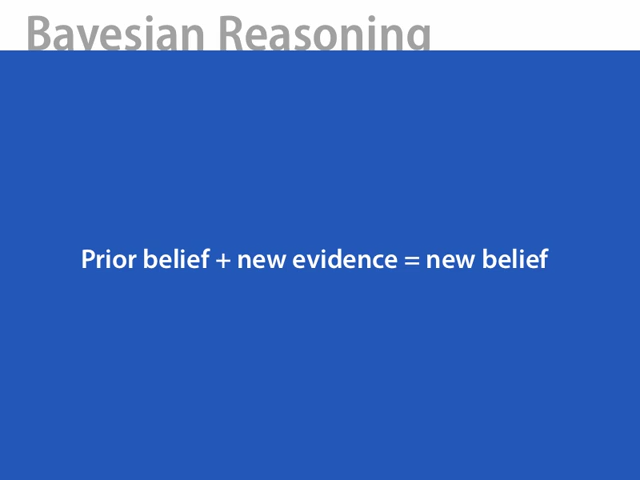 Bayesian Reasoning
Prior belief + new evidence = new belief